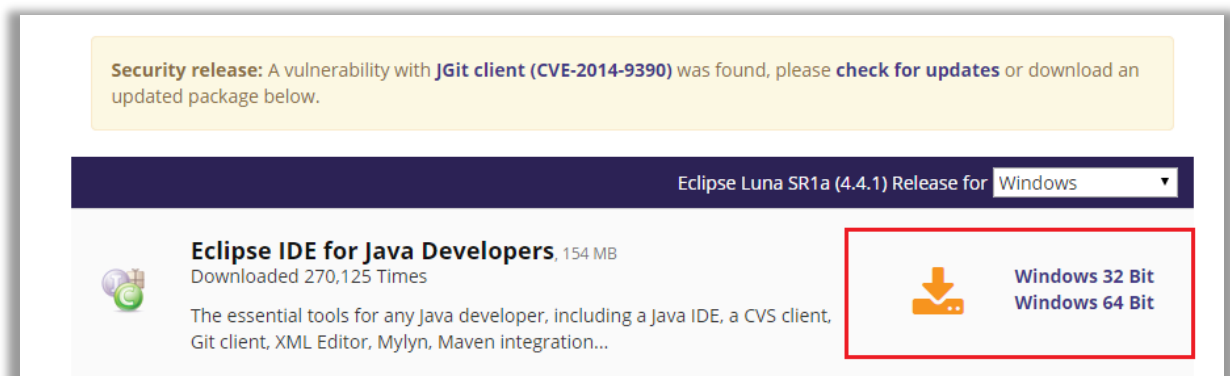 Security release: A vulnerability with JGit client (CVE-2014-9390) was found, please check for updates or download an
updated package below.
Eclipse Luna SR1a (4.4.1) Release for Windows
Eclipse IDE for Java Developers, 154 MB
Downloaded 270,125 Times
The essential tools for any Java developer, including a Java IDE, a CVS client,
Git client, XML Editor, Mylyn, Maven integration...
Windows 32 Bit
Windows 64 Bit